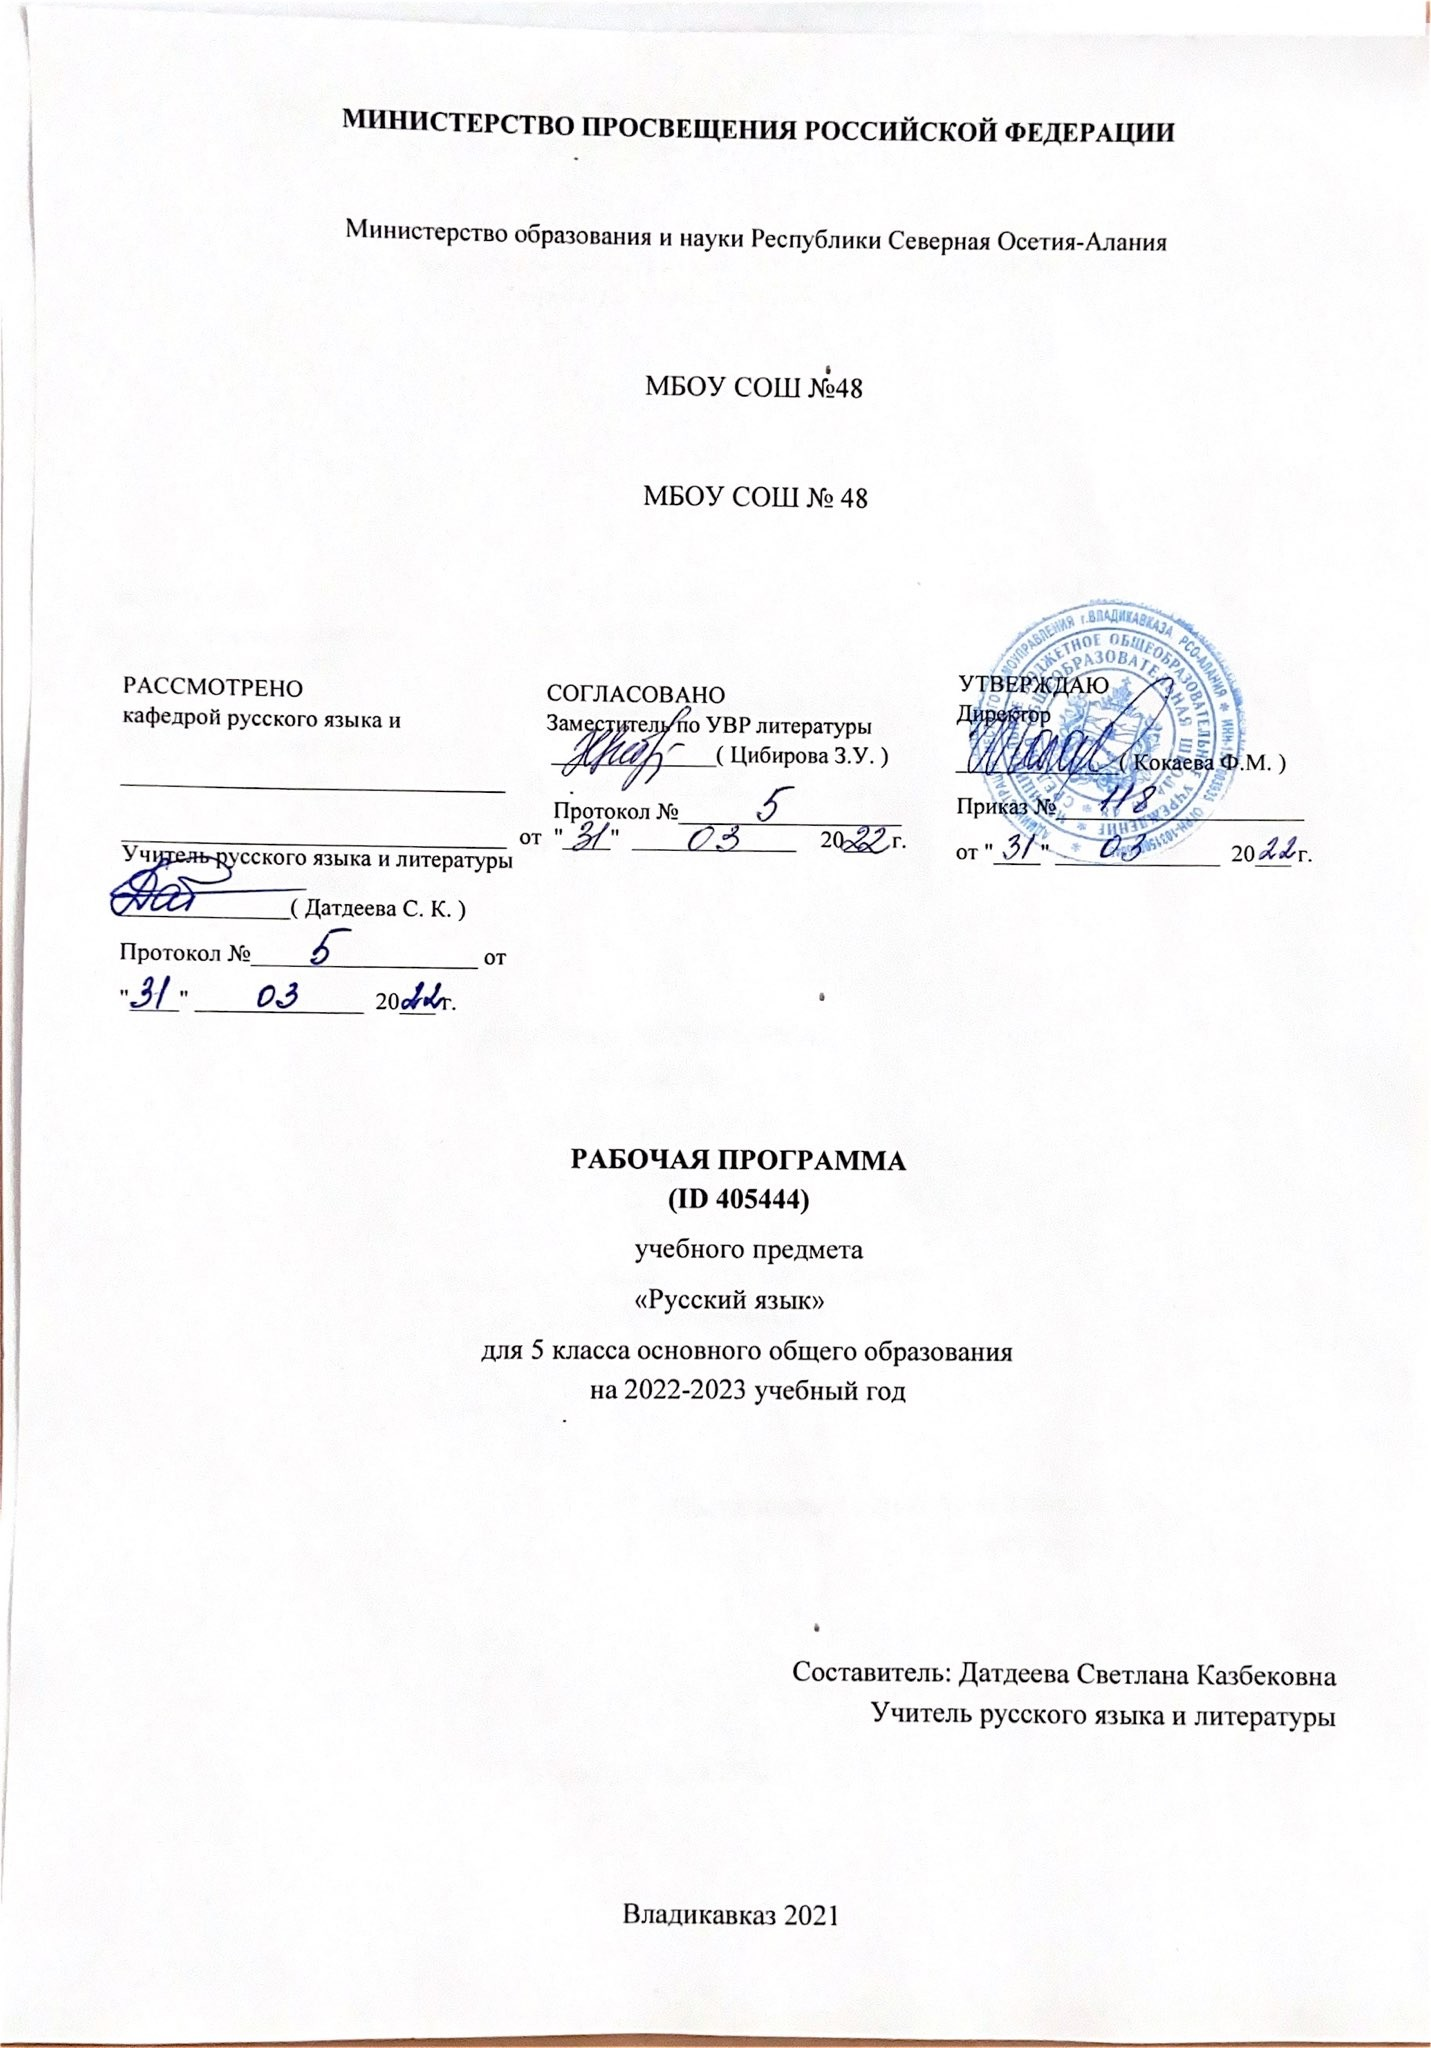 МИНИСТЕРСТВО ПРОСВЕЩЕНИЯ РОССИЙСКОЙ ФЕДЕРАЦИИ
Министерство образования и науки Республики Северная Осетия-Алания
МБОУ СОШ №48
МБОУ СОШ № 48
РАССМОТРЕНО
кафедрой русского языка и
Учитель русского языка и литературы
( Датдеева С. К. )
Протокол № 5 от
"31" 03 2022г.
СОГЛАСОВАНО
Заместитель по УВР литературы
( Цибирова З.У. )
Протокол № 5
от "31" 03 2022г.
УТВЕРЖДАЮ
Директор
( Кокаева Ф.М. )
Приказ № 118
от "31" 03 2022г.
РАБОЧАЯ ПРОГРАММА
(ID 405444)
учебного предмета
«Русский язык»
для 5 класса основного общего образования
на 2022-2023 учебный год
Составитель: Датдеева Светлана Казбековна
Учитель русского языка и литературы
Владикавказ 2021